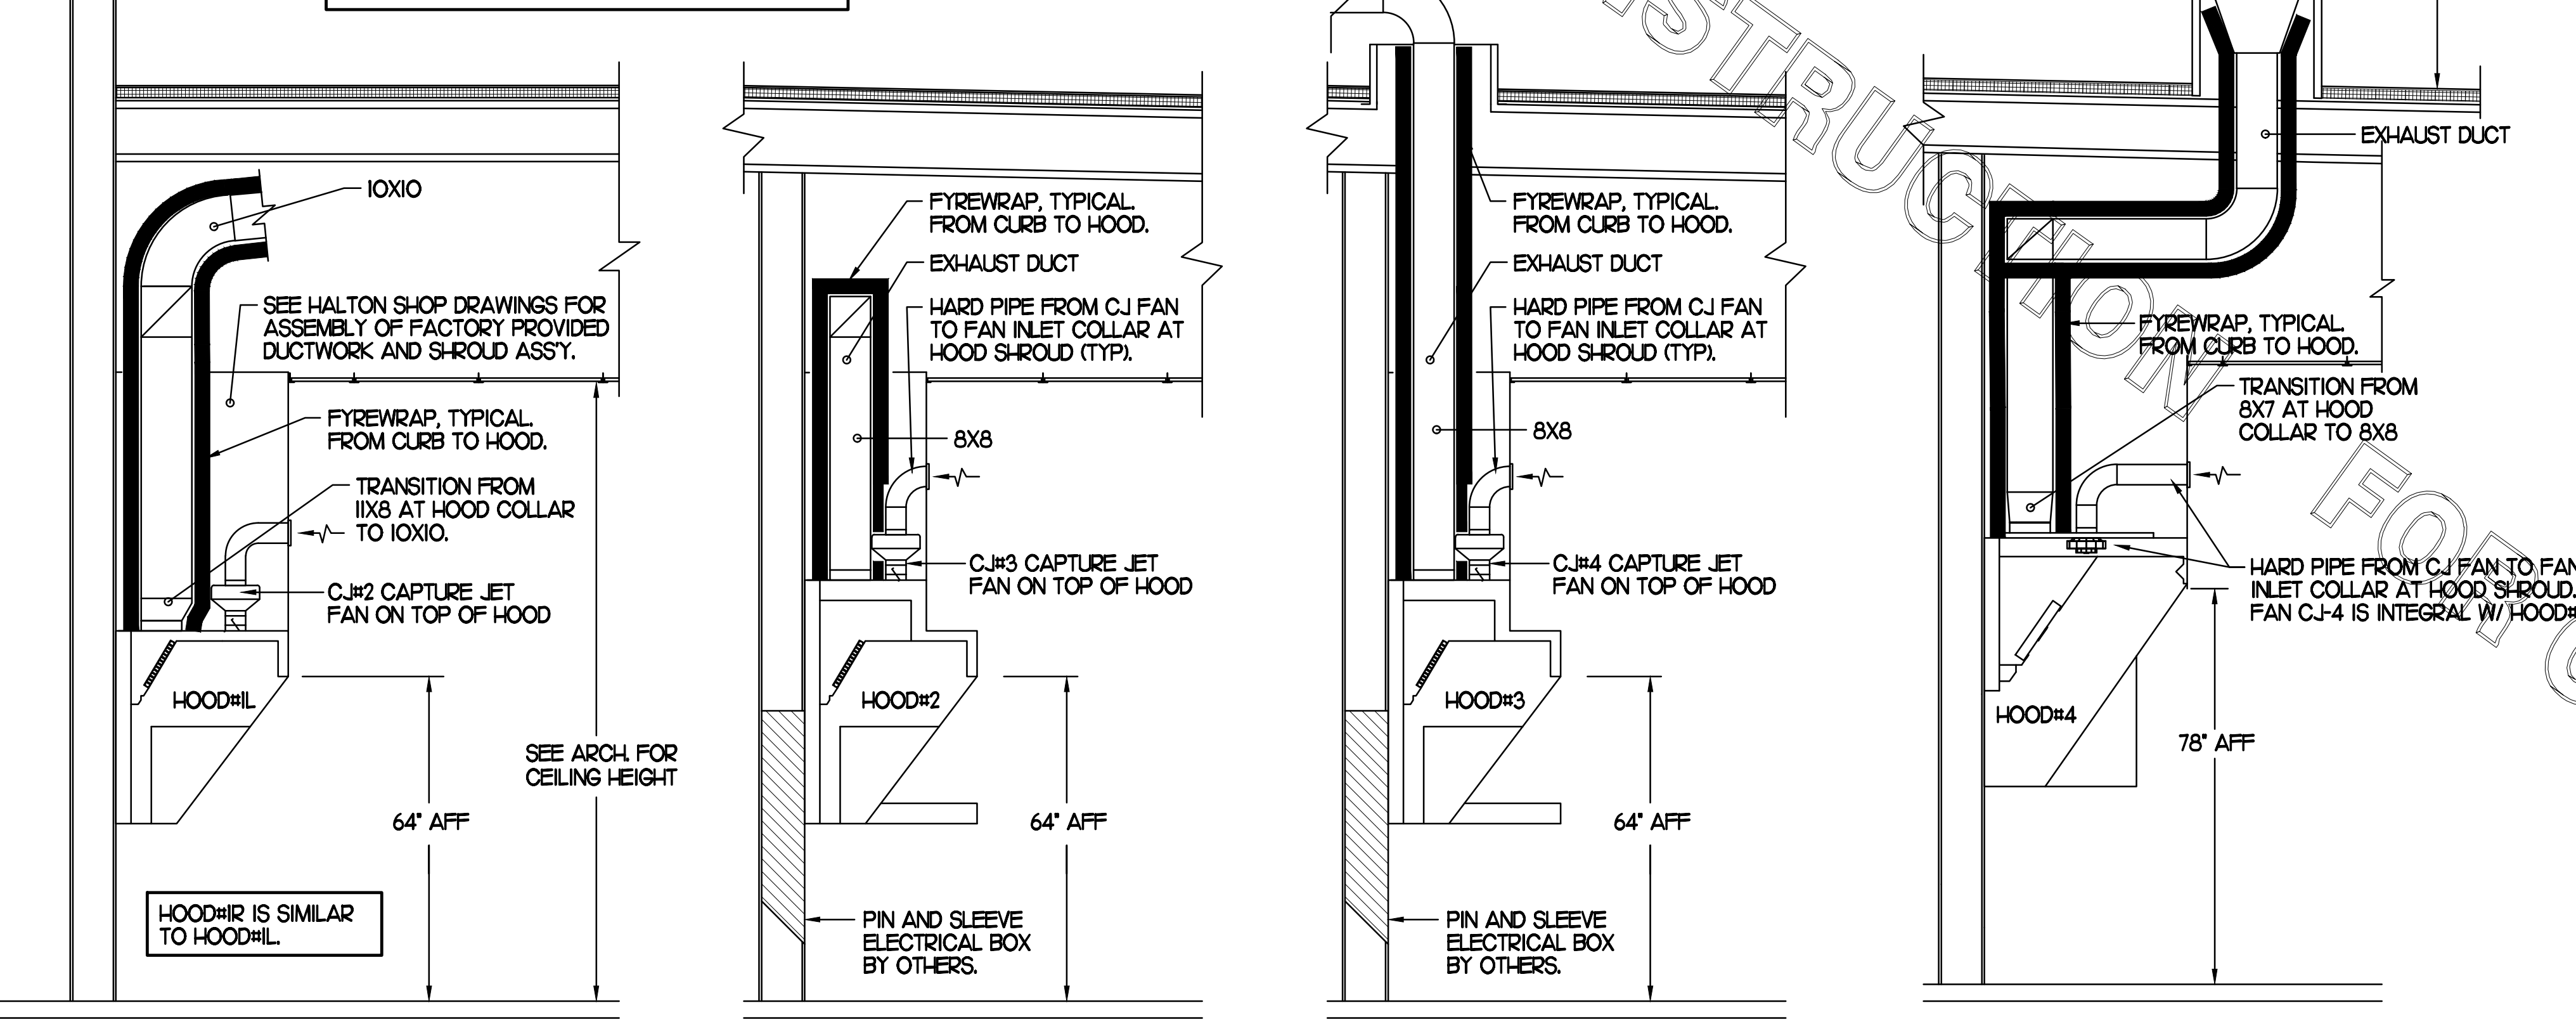 10X10
SEE HALTON SHOP DRAWINGS FOR
ASSEMBLY OF FACTORY PROVIDED
DUCTWORK AND SHROUD ASS'Y.
FYREWRAP, TYPICAL.
FROM CURB TO HOOD.
TRANSITION FROM
11X8 AT HOOD COLLAR
TO 10X10.
CJ#2 CAPTURE JET
FAN ON TOP OF HOOD
HOOD#1L
SEE ARCH. FOR
CEILING HEIGHT
64" AFF
HOOD#1R IS SIMILAR
TO HOOD#1L.
FYREWRAP, TYPICAL.
FROM CURB TO HOOD.
EXHAUST DUCT
HARD PIPE FROM CJ FAN
TO FAN INLET COLLAR AT
HOOD SHROUD (TYP).
8X8
CJ#3 CAPTURE JET
FAN ON TOP OF HOOD
HOOD#2
64" AFF
PIN AND SLEEVE
ELECTRICAL BOX
BY OTHERS.
FYREWRAP, TYPICAL.
FROM CURB TO HOOD.
EXHAUST DUCT
HARD PIPE FROM CJ FAN
TO FAN INLET COLLAR AT
HOOD SHROUD (TYP).
8X8
CJ#4 CAPTURE JET
FAN ON TOP OF HOOD
HOOD#3
64" AFF
PIN AND SLEEVE
ELECTRICAL BOX
BY OTHERS.
EXHAUST DUCT
FYREWRAP, TYPICAL.
FROM CURB TO HOOD.
TRANSITION FROM
8X7 AT HOOD
COLLAR TO 8X8
HARD PIPE FROM CJ FAN TO FAN
INLET COLLAR AT HOOD SHROUD.
FAN CJ-4 IS INTEGRAL W/ HOOD#
HOOD#4
78" AFF
STRUCTION
FOR